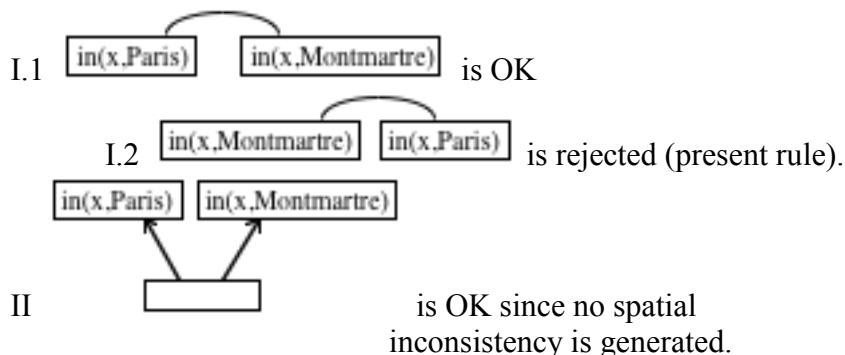 I.1 in(x,Paris) in(x,Montmartre) is OK
I.2 in(x,Montmartre) in(x,Paris) is rejected (present rule).
in(x,Paris) in(x,Montmartre)
II is OK since no spatial
inconsistency is generated.